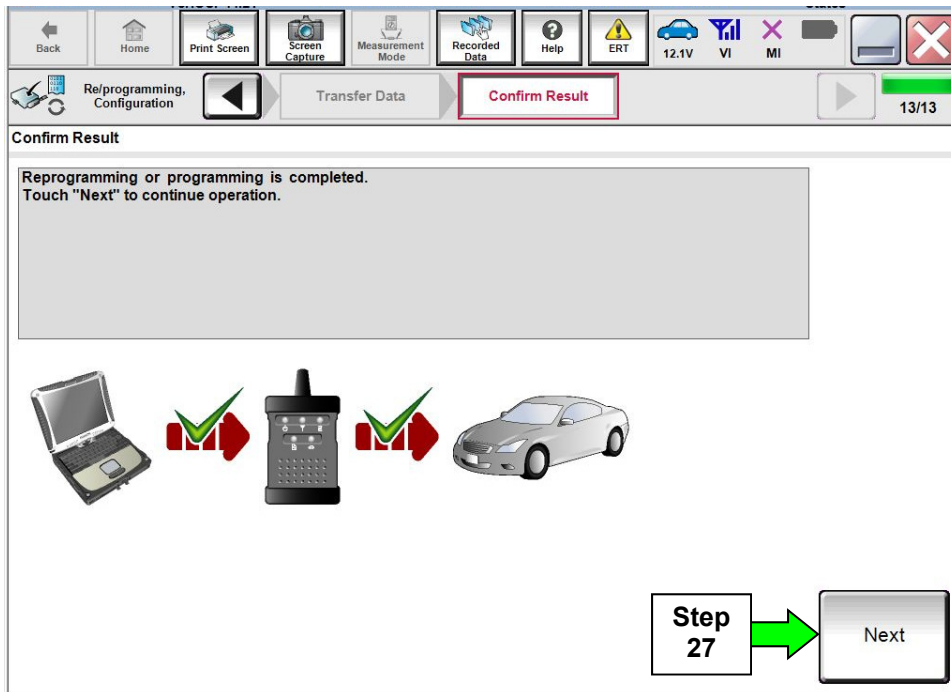 Back
Home
Print Screen
Screen
Capture
Measurement
Mode
Recorded
Data
Help
ERT
12.1V
VI
MI
Re/programming,
Configuration
Transfer Data
Confirm Result
13/13
Confirm Result
Reprogramming or programming is completed.
Touch "Next" to continue operation.
Step
27
Next